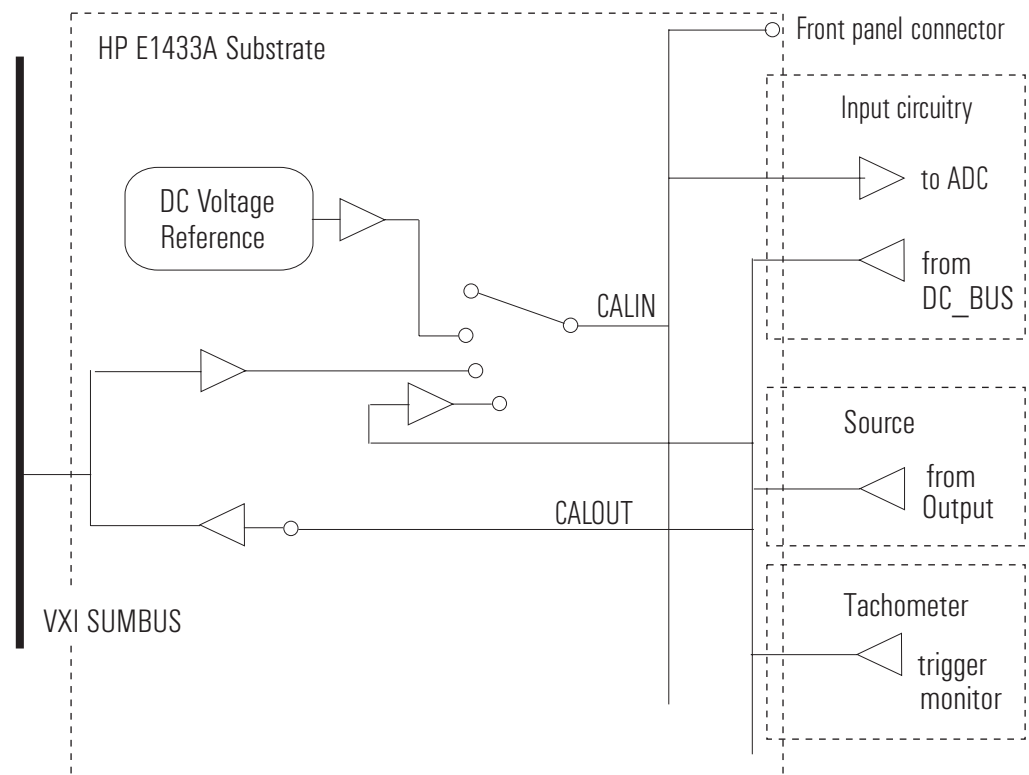 HP E1433A Substrate
Front panel connector
Input circuitry
to ADC
from
DC_BUS
DC Voltage
Reference
CALIN
Source
from
Output
CALOUT
VXI SUMBUS
Tachometer
trigger
monitor